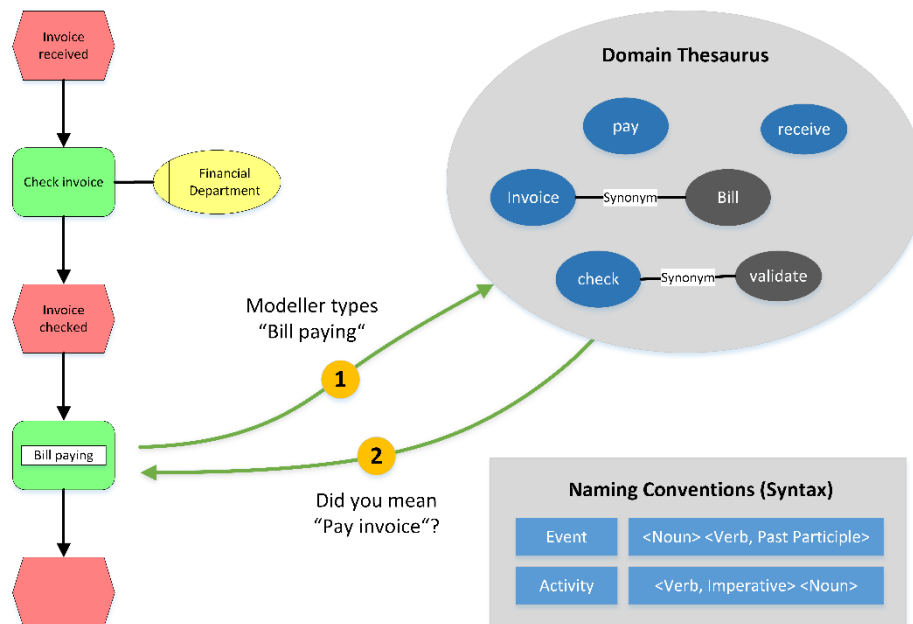 Invoice
received
Check invoice
Financial
Department
Invoice
checked
Bill paying
Modeller types
“Bill paying“
1
2
Did you mean
“Pay invoice“?
Domain Thesaurus
pay
receive
Invoice
Synonym
Bill
check
Synonym
validate
Naming Conventions (Syntax)
Event
<Noun> <Verb, Past Participle>
Activity
<Verb, Imperative> <Noun>